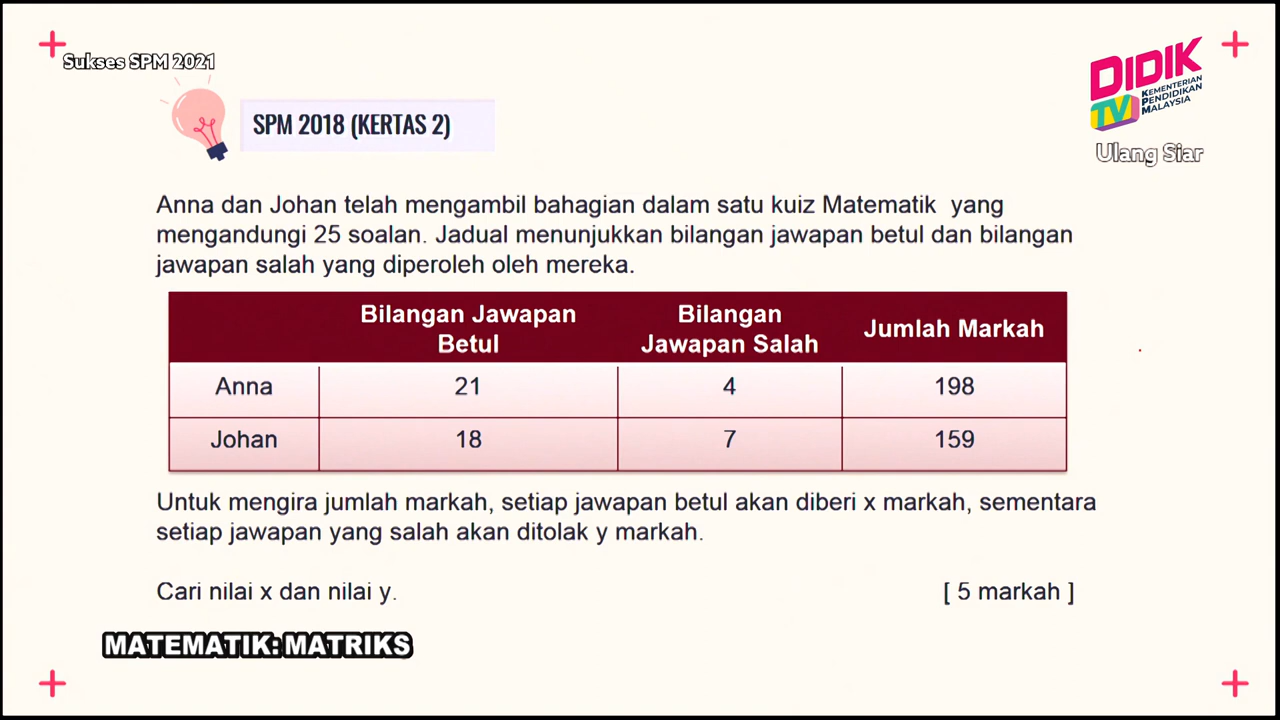 Sukses SPM 2021
DIDIK
TV
KEMENTERIAN
PENDIDIKAN
MALAYSIA
Ulang Siar
SPM 2018 (KERTAS 2)
Anna dan Johan telah mengambil bahagian dalam satu kuiz Matematik yang
mengandungi 25 soalan. Jadual menunjukkan bilangan jawapan betul dan bilangan
jawapan salah yang diperoleh oleh mereka.
Bilangan Jawapan Betul | Bilangan Jawapan Salah | Jumlah Markah
Anna 21 4 198
Johan 18 7 159
Untuk mengira jumlah markah, setiap jawapan betul akan diberi x markah, sementara
setiap jawapan yang salah akan ditolak y markah.
Cari nilai x dan nilai y. [ 5 markah ]
MATEMATIK: MATRIKS